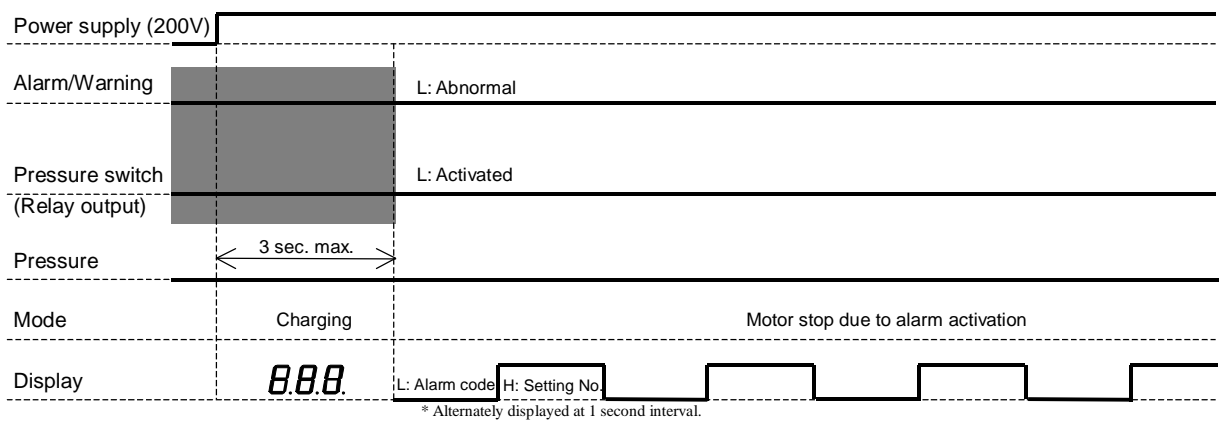 Power supply (200V)
Alarm/Warning
L: Abnormal
Pressure switch
L: Activated
(Relay output)
3 sec. max.
Pressure
Mode
Charging
Motor stop due to alarm activation
Display
8.8.8.
L: Alarm code
H: Setting No.
* Alternately displayed at 1 second interval.